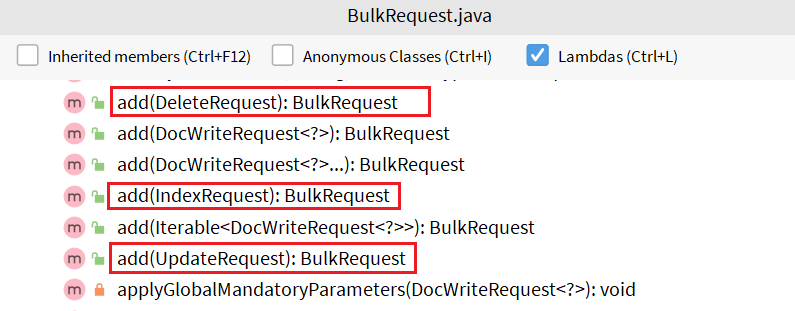 BulkRequest.java
Inherited members (Ctrl+F12) Anonymous Classes (Ctrl+I) Lambdas (Ctrl+L)
m add(DeleteRequest): BulkRequest
m add(DocWriteRequest<?>): BulkRequest
m add(DocWriteRequest<?>...): BulkRequest
m add(IndexRequest): BulkRequest
m add(Iterable<DocWriteRequest<?>>): BulkRequest
m add(UpdateRequest): BulkRequest
m applyGlobalMandatoryParameters(DocWriteRequest<?>): void